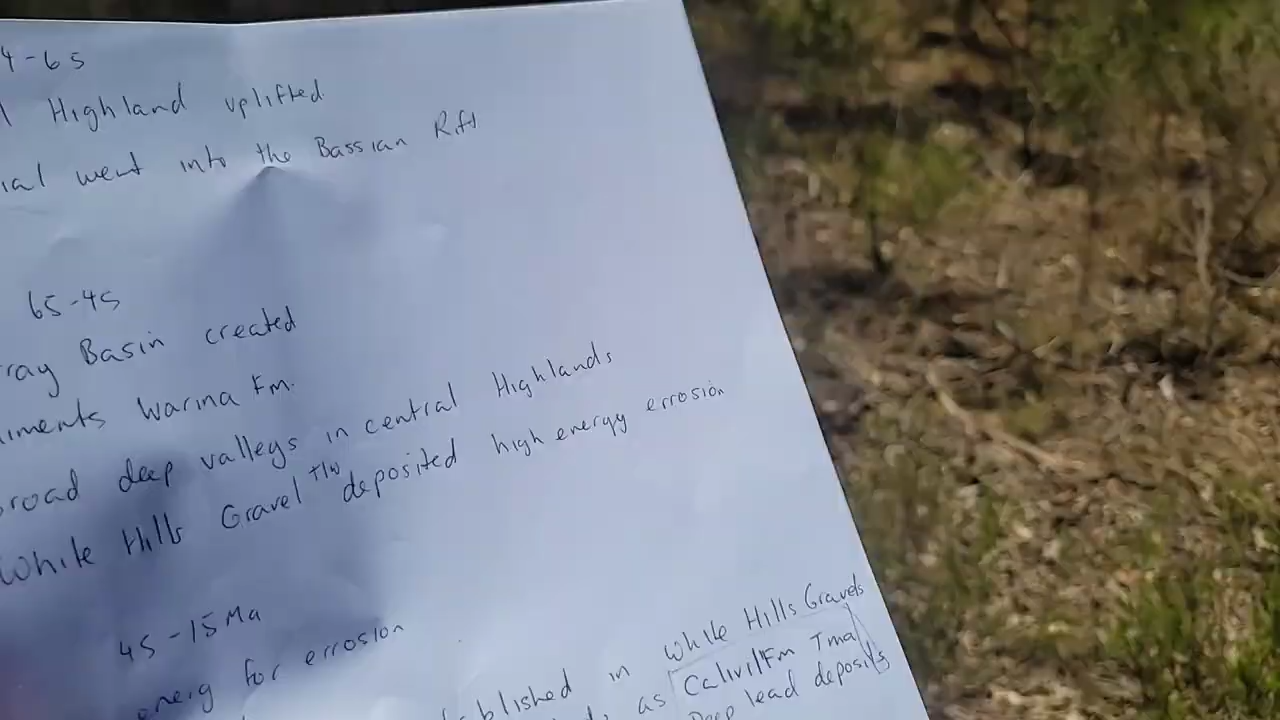 4-65
Highland uplifted
ial went into the Bassian Rift
65-45
ray Basin created
iments Warina Fm.
road deep valleys in central Highlands
White Hills Gravel deposited high energy errosion
45-15 Ma
energ for errosion
blished in White Hills Gravels
as Calivil Fm Tma
Deep lead deposits